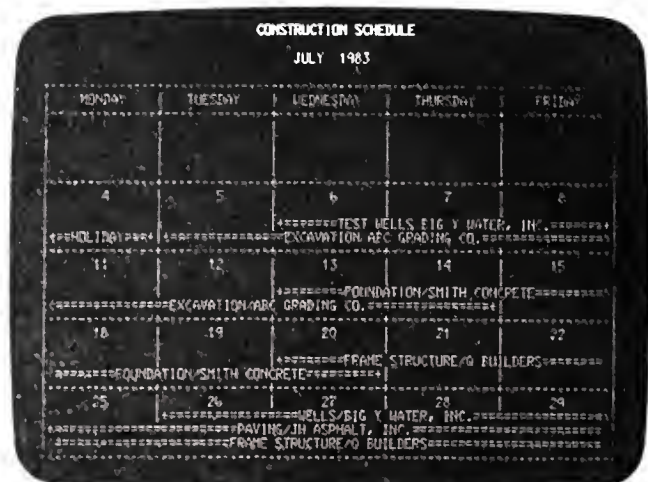 CONSTRUCTION SCHEDULE
JULY 1983
MONDAY TUESDAY WEDNESDAY THURSDAY FRIDAY
4 5 6 7 8
TEST WELLS BIG Y WATER, INC.
HOLIDAY EXCAVATION ABC GRADING CO.
11 12 13 14 15
FOUNDATION/SMITH CONCRETE
EXCAVATION/ABC GRADING CO.
18 19 20 21 22
FRAME STRUCTURE/Q BUILDERS
FOUNDATION/SMITH CONCRETE
25 26 27 28 29
WELLS/BIG Y WATER, INC.
PAVING/JH ASPHALT, INC.
FRAME STRUCTURE/Q BUILDERS